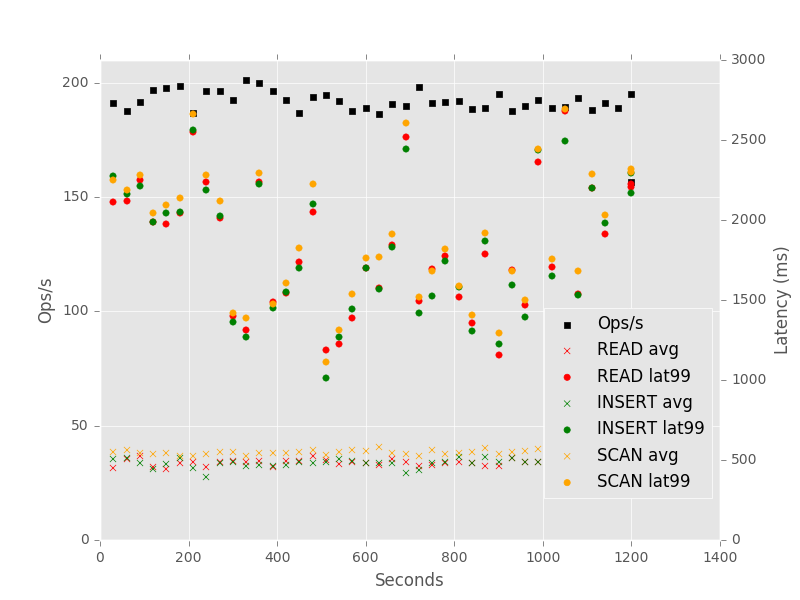 200
150
100
50
0
Ops/s
3000
2500
2000
1500
1000
500
0
Latency (ms)
Ops/s
READ avg
READ lat99
INSERT avg
INSERT lat99
SCAN avg
SCAN lat99
0 200 400 600 800 1000 1200 1400
Seconds